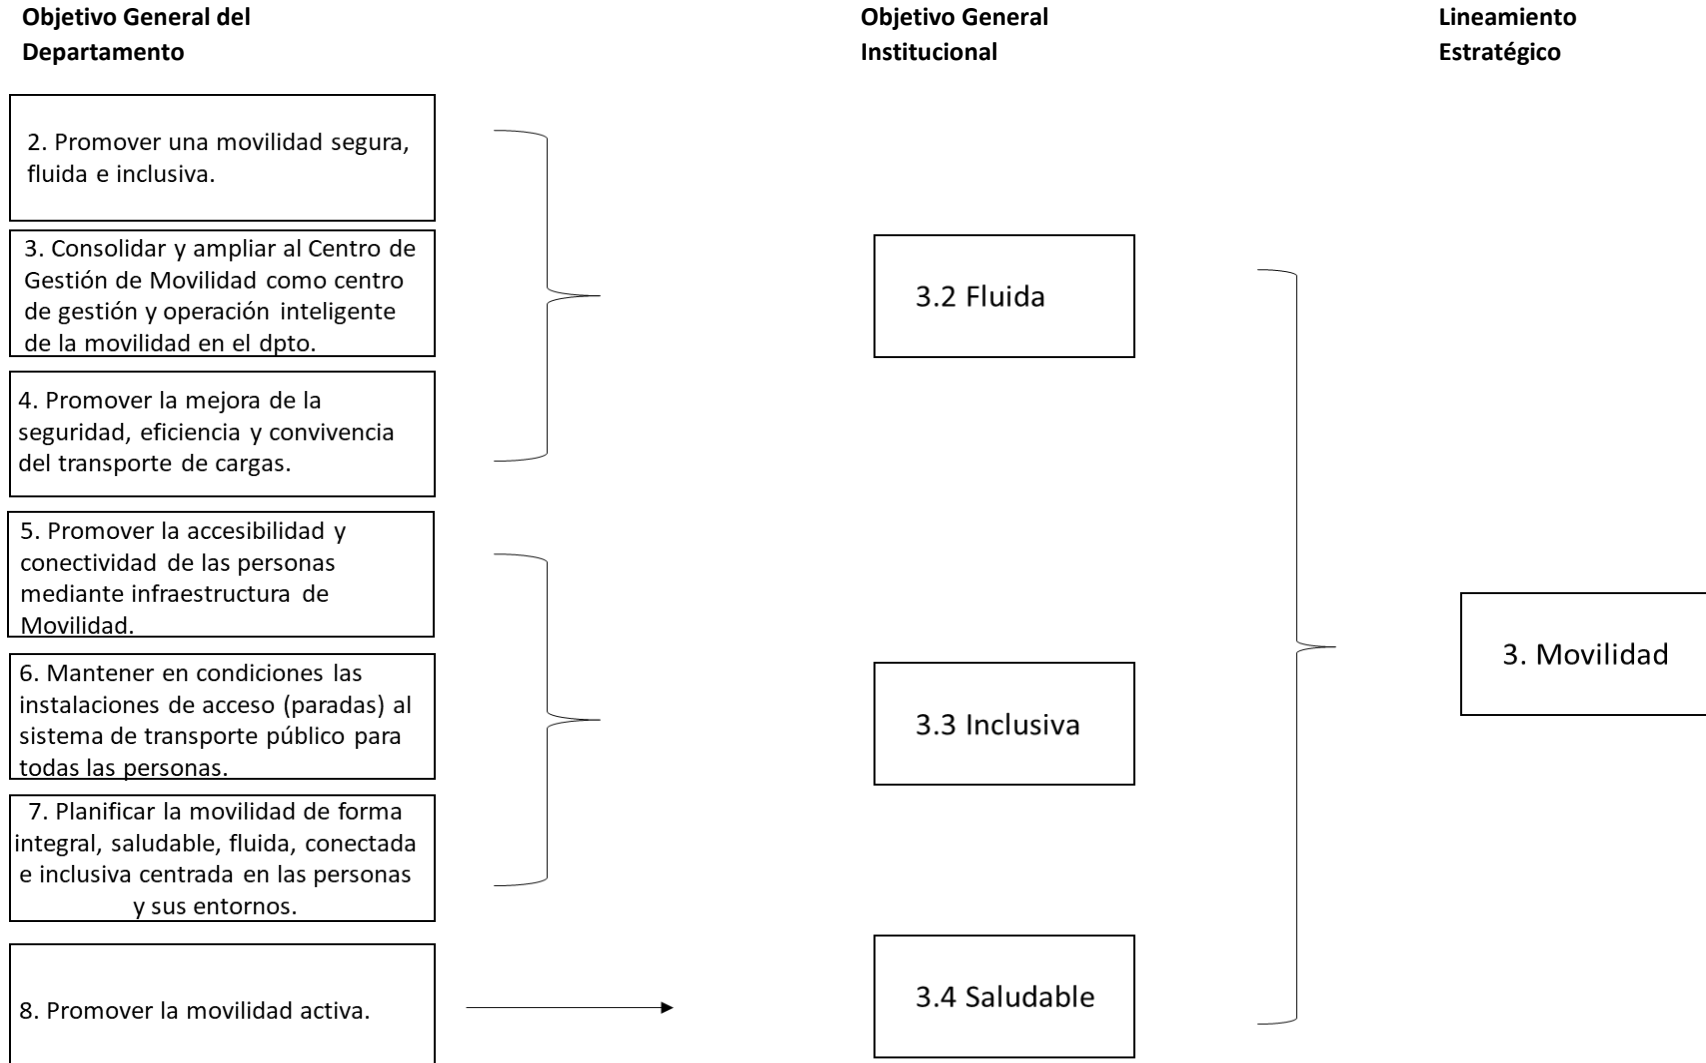 Objetivo General del
Departamento
Objetivo General
Institucional
Lineamiento
Estratégico
2. Promover una movilidad segura,
fluida e inclusiva.
3. Consolidar y ampliar al Centro de
Gestión de Movilidad como centro
de gestión y operación inteligente
de la movilidad en el dpto.
4. Promover la mejora de la
seguridad, eficiencia y convivencia
del transporte de cargas.
3.2 Fluida
5. Promover la accesibilidad y
conectividad de las personas
mediante infraestructura de
Movilidad.
6. Mantener en condiciones las
instalaciones de acceso (paradas) al
sistema de transporte público para
todas las personas.
7. Planificar la movilidad de forma
integral, saludable, fluida, conectada
e inclusiva centrada en las personas
y sus entornos.
3.3 Inclusiva
8. Promover la movilidad activa.
3.4 Saludable
3. Movilidad